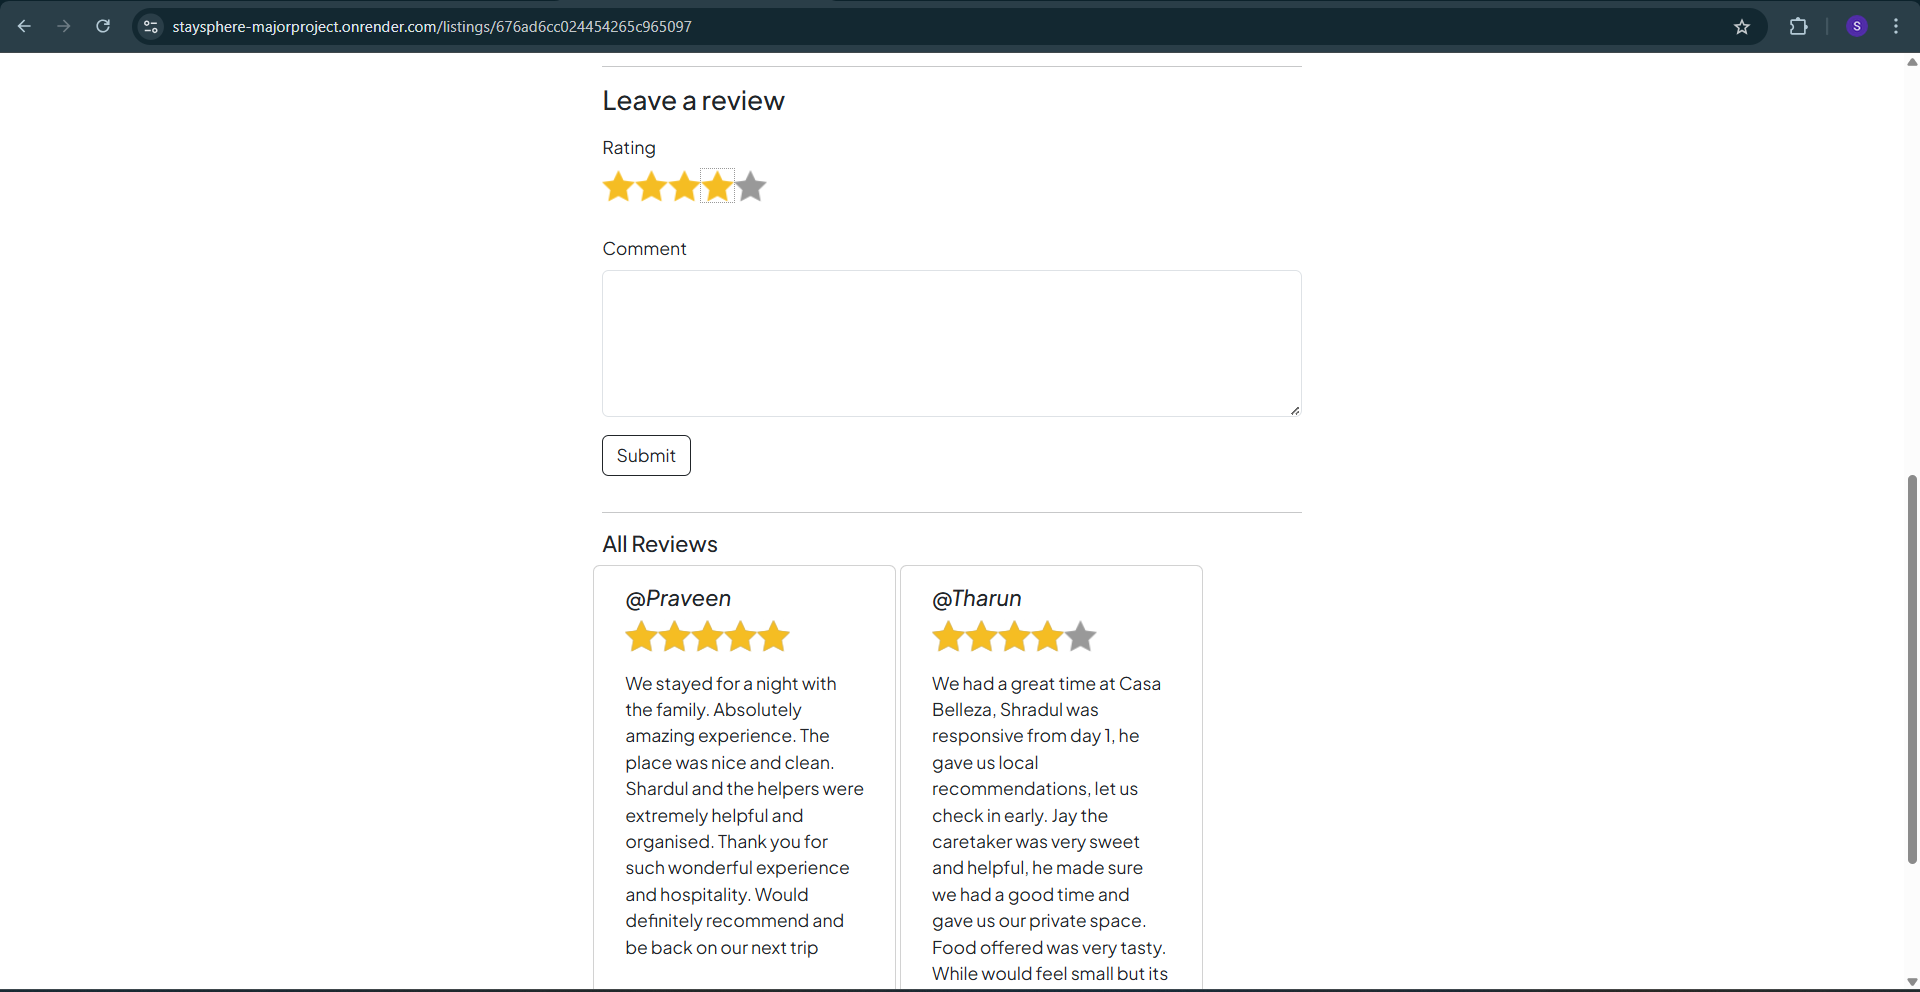 staysphere-majorproject.onrender.com/listings/676ad6cc024454265c965097
S
Leave a review
Rating
Comment
Submit
All Reviews
@Praveen
We stayed for a night with
the family. Absolutely
amazing experience. The
place was nice and clean.
Shardul and the helpers were
extremely helpful and
organised. Thank you for
such wonderful experience
and hospitality. Would
definitely recommend and
be back on our next trip
@Tharun
We had a great time at Casa
Belleza, Shradul was
responsive from day 1, he
gave us local
recommendations, let us
check in early. Jay the
caretaker was very sweet
and helpful, he made sure
we had a good time and
gave us our private space.
Food offered was very tasty.
While would feel small but its